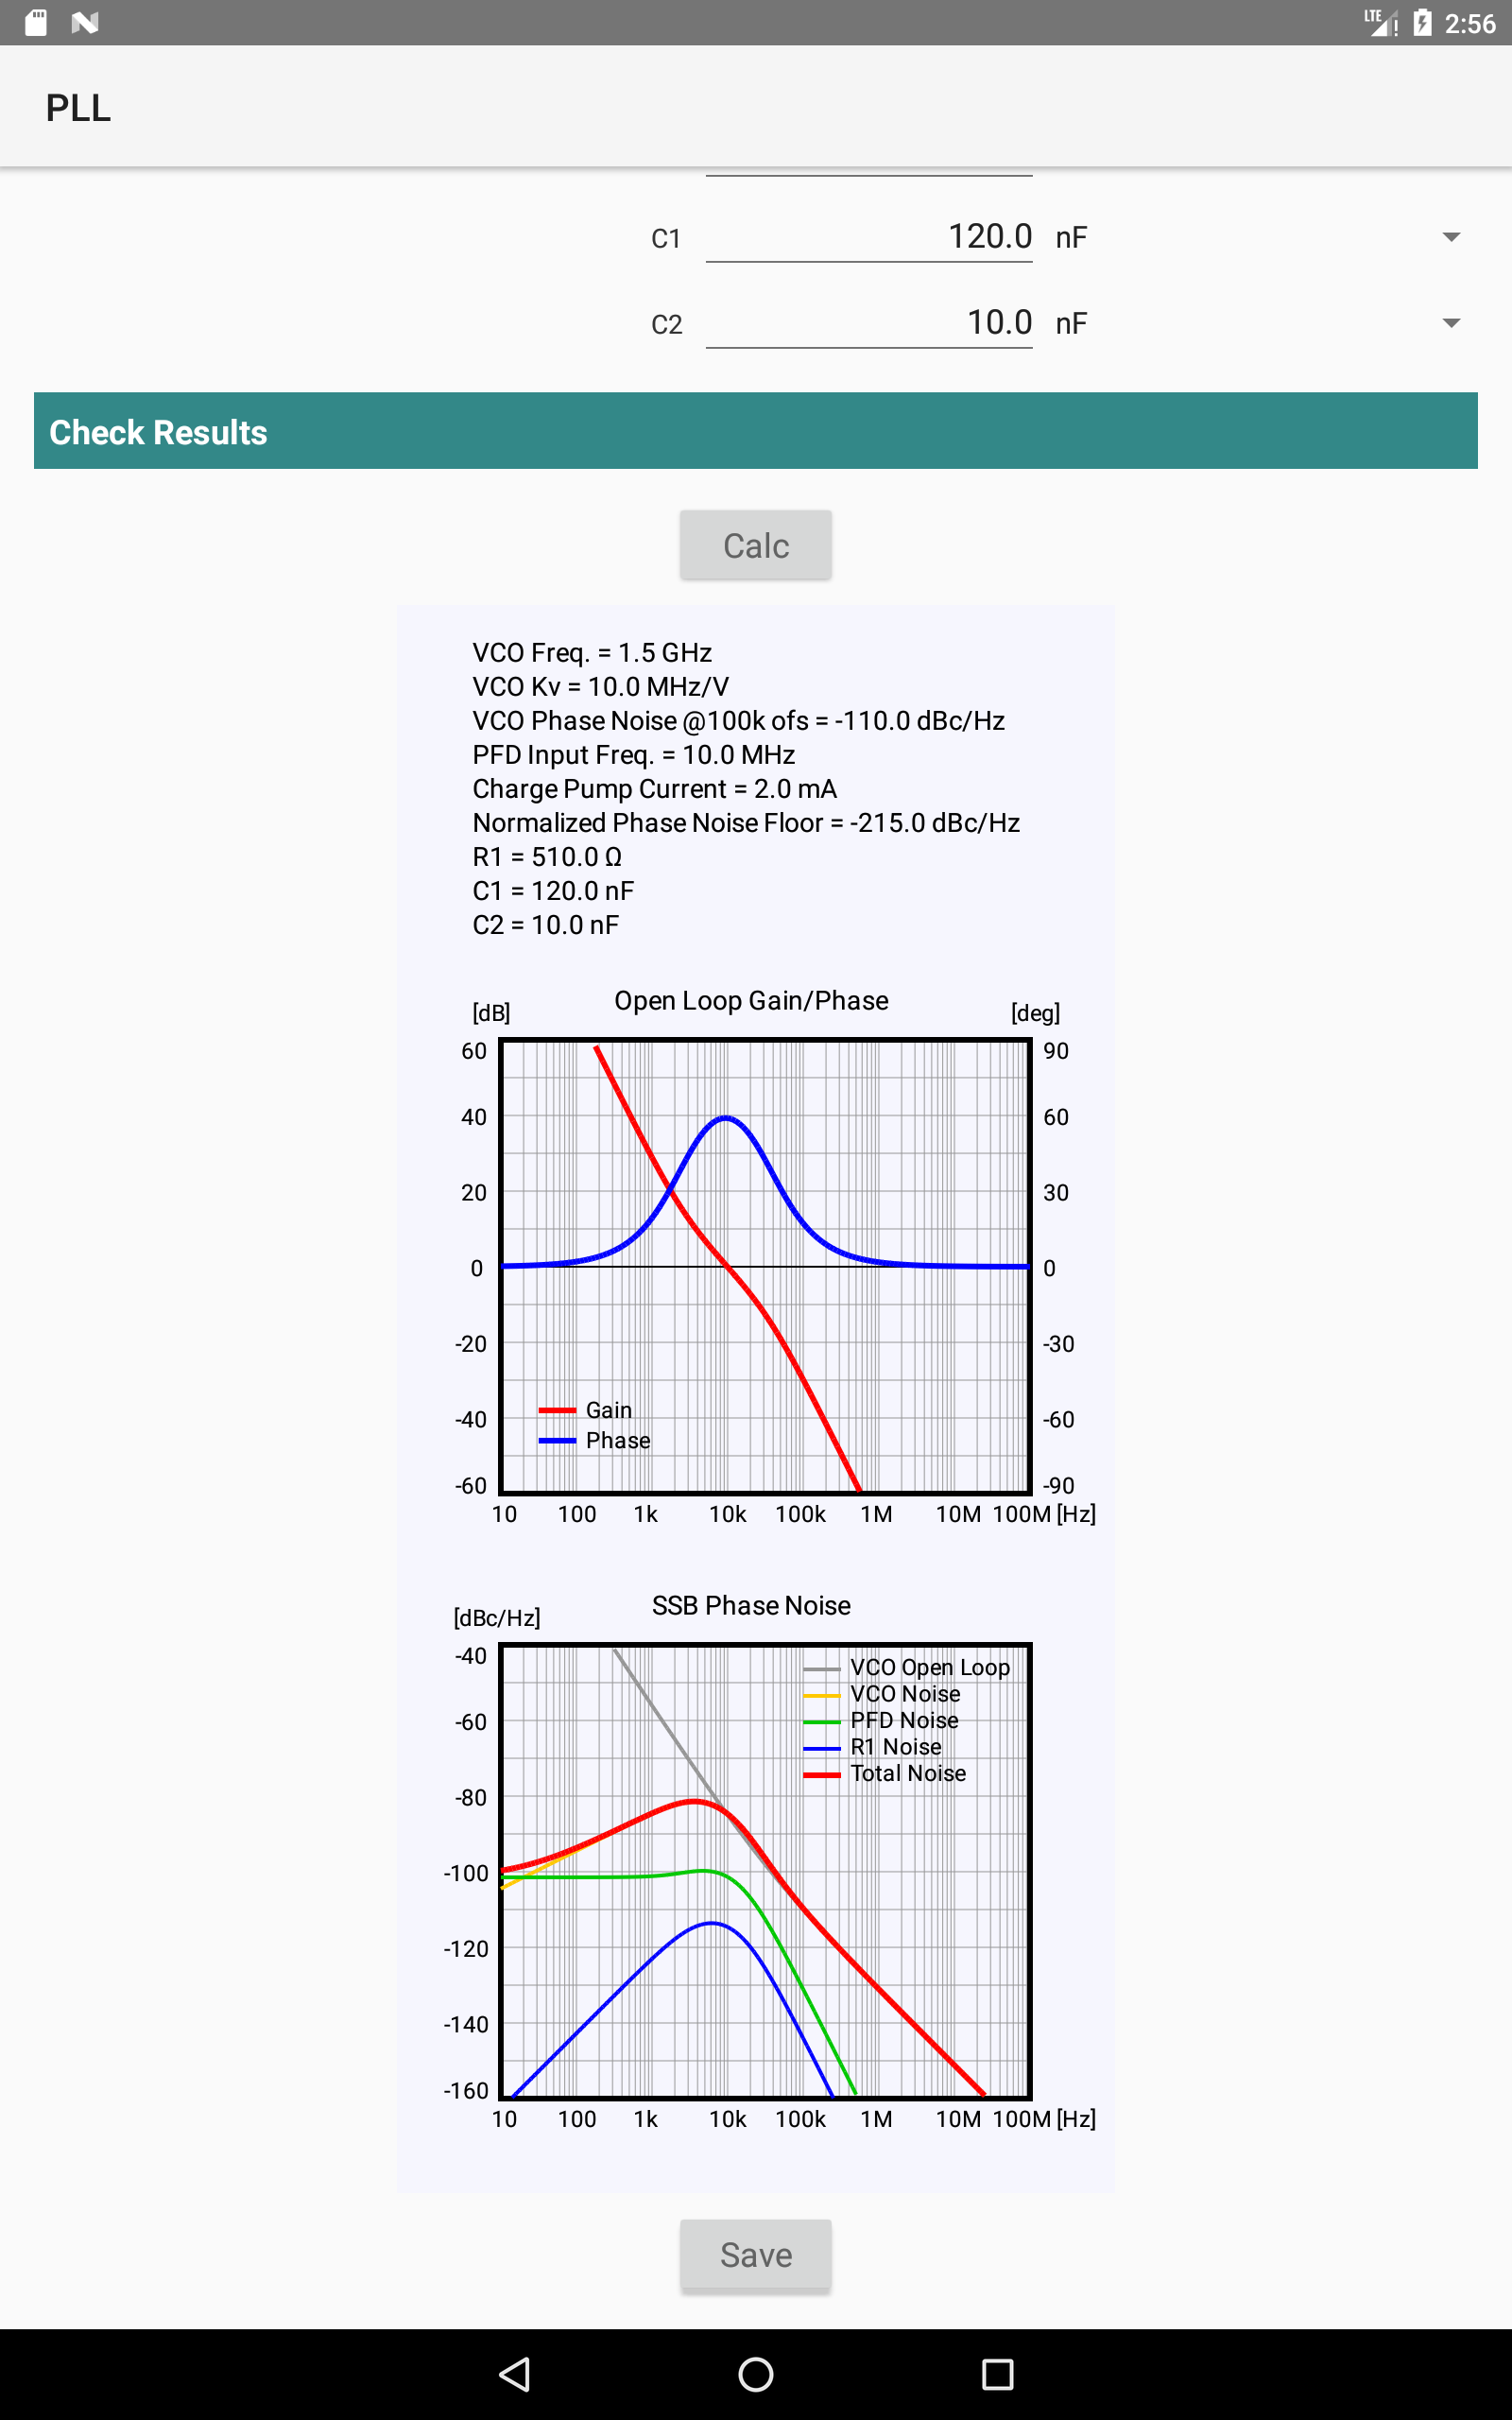 LTE 2:56
PLL
C1 120.0 nF
C2 10.0 nF
Check Results
Calc
VCO Freq. = 1.5 GHz
VCO Kv = 10.0 MHz/V
VCO Phase Noise @100k ofs = -110.0 dBc/Hz
PFD Input Freq. = 10.0 MHz
Charge Pump Current = 2.0 mA
Normalized Phase Noise Floor = -215.0 dBc/Hz
R1 = 510.0 Ω
C1 = 120.0 nF
C2 = 10.0 nF
[dB] Open Loop Gain/Phase [deg]
60 90
40 60
20 30
0 0
-20 -30
-40 -60
Gain
Phase
-60 -90
10 100 1k 10k 100k 1M 10M 100M [Hz]
[dBc/Hz] SSB Phase Noise
-40
-60
-80
-100
-120
-140
-160
VCO Open Loop
VCO Noise
PFD Noise
R1 Noise
Total Noise
10 100 1k 10k 100k 1M 10M 100M [Hz]
Save